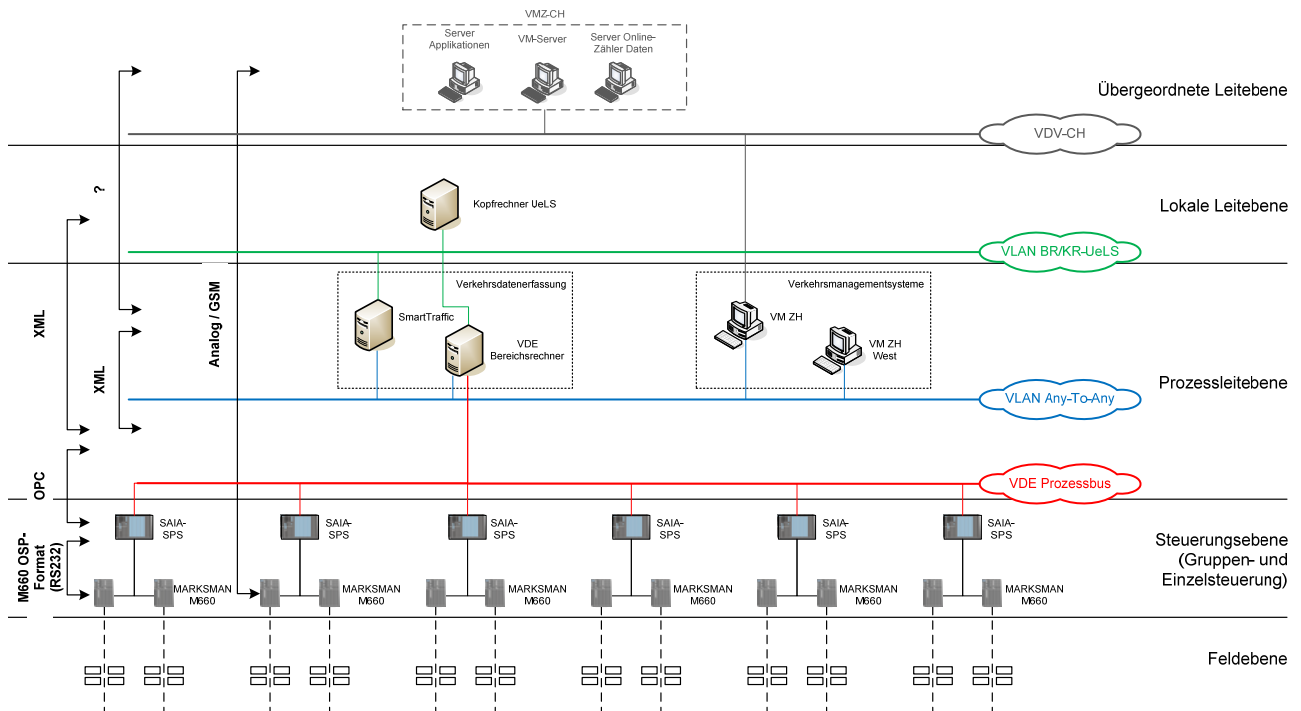 VMZ-CH
Server
Applikationen
VM-Server
Server Online-
Zähler Daten
Übergeordnete Leitebene
VDV-CH
?
Kopfrechner UeLS
Lokale Leitebene
VLAN BR/KR-UeLS
XML
Analog / GSM
Verkehrsdatenerfassung
Verkehrsmanagementsysteme
SmartTraffic
VM ZH
VDE
Bereichsrechner
VM ZH
West
XML
Prozessleitebene
VLAN Any-To-Any
OPC
VDE Prozessbus
SAIA-
SPS
SAIA-
SPS
SAIA-
SPS
SAIA-
SPS
SAIA-
SPS
SAIA-
SPS
M660 OSP-
Format
(RS232)
Steuerungsebene
(Gruppen- und
Einzelsteuerung)
MARKSMAN
M660
MARKSMAN
M660
MARKSMAN
M660
MARKSMAN
M660
MARKSMAN
M660
MARKSMAN
M660
Feldebene